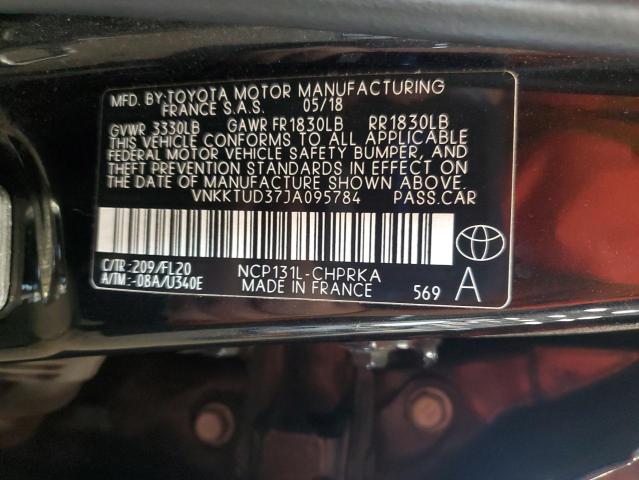 MFD. BY: TOYOTA MOTOR MANUFACTURING
FRANCE S.A.S. 05/18
GVWR 3330LB GAWR FR1830LB RR1830LB
THIS VEHICLE CONFORMS TO ALL APPLICABLE
FEDERAL MOTOR VEHICLE SAFETY, BUMPER, AND
THEFT PREVENTION STANDARDS IN EFFECT ON
THE DATE OF MANUFACTURE SHOWN ABOVE.
VNKKTUD37JA095784 PASS.CAR
C/TR: 209/FL20 NCP131L-CHPRKA
A/TM: -08A/U340E MADE IN FRANCE 569 A